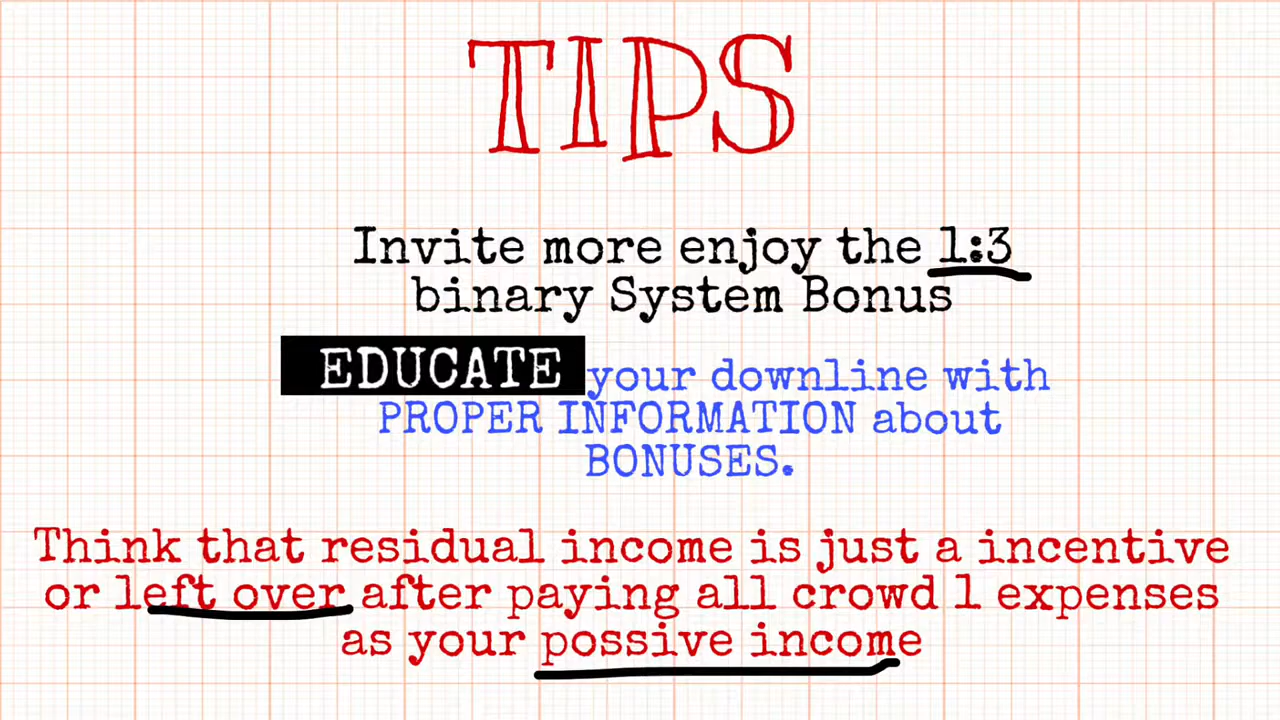 TIPS
Invite more enjoy the 1:3
binary System Bonus
EDUCATE your downline with
PROPER INFORMATION about
BONUSES.
Think that residual income is just a incentive
or left over after paying all crowd 1 expenses
as your possive income